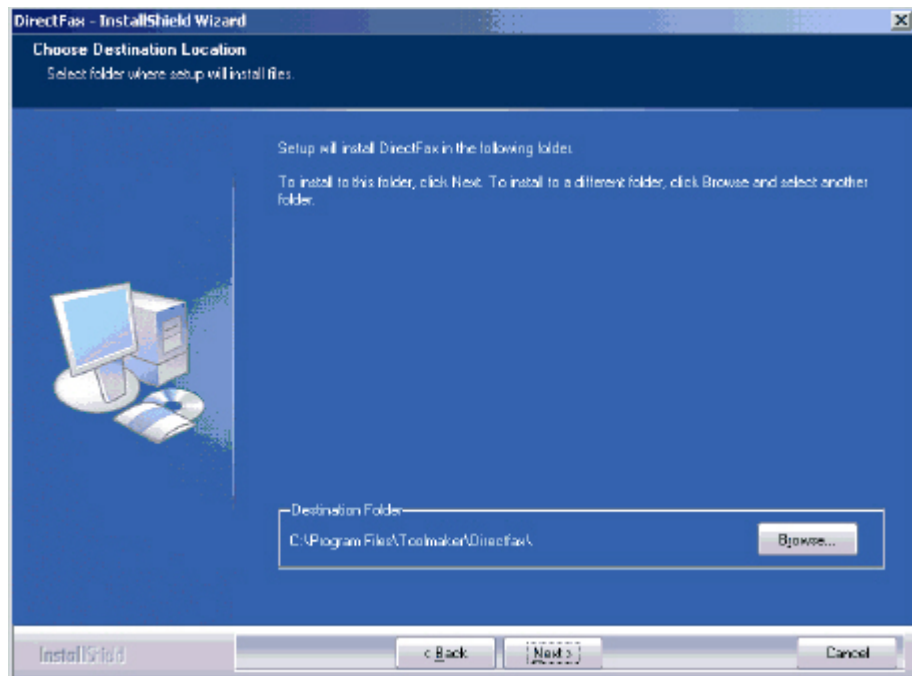 DirectFax - InstallShield Wizard
Choose Destination Location
Select folder where setup will install files.
Setup will install DirectFax in the following folder.
To install to this folder, click Next. To install to a different folder, click Browse and select another
folder.
Destination Folder
C:\Program Files\Toolmaker\Directfax\
Browse...
InstallShield
< Back
Next >
Cancel